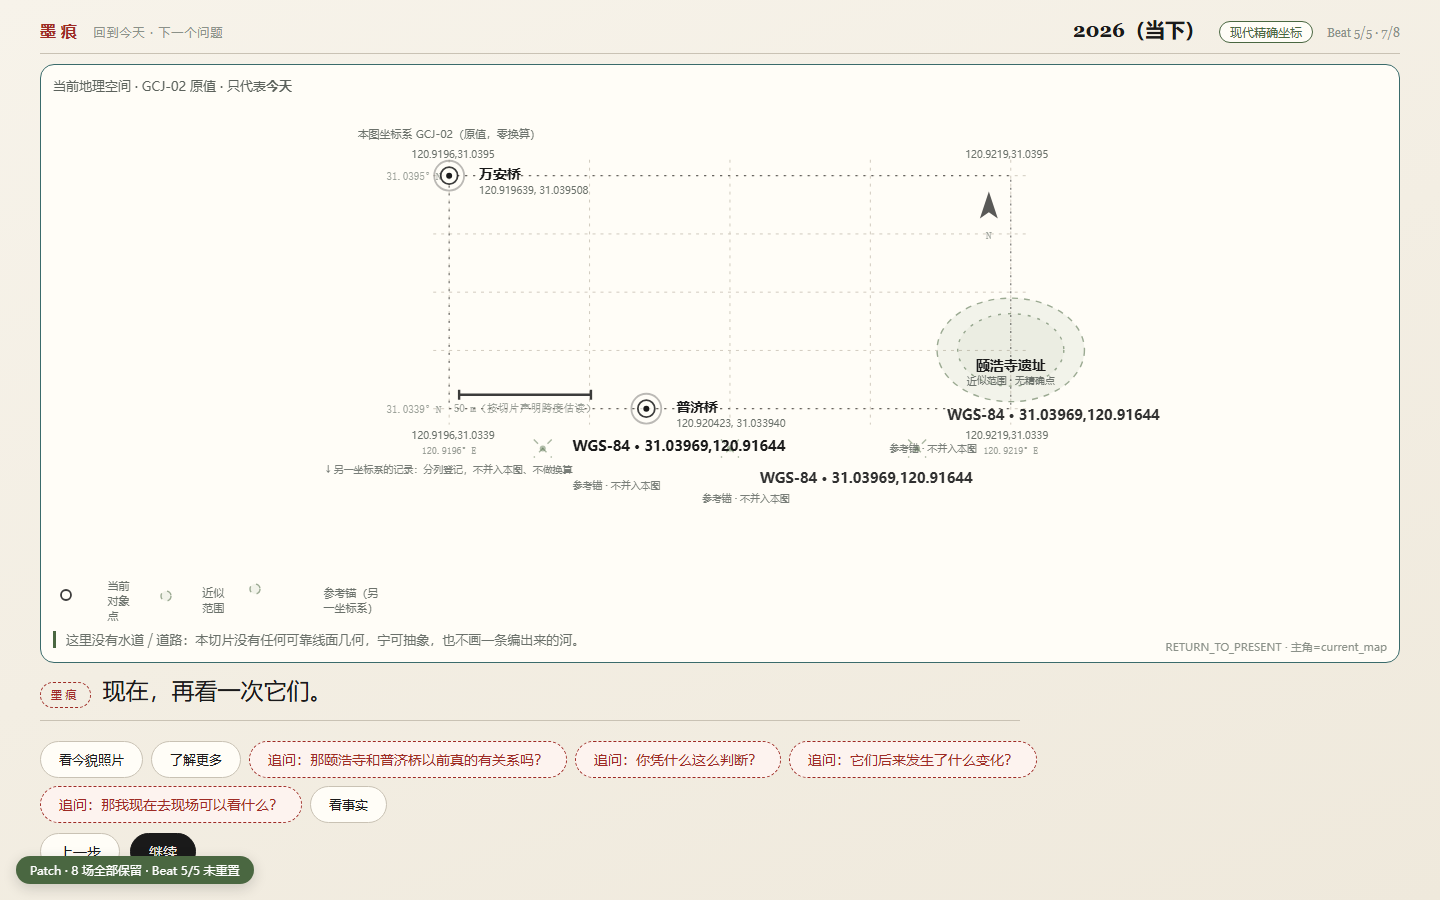 墨痕 回到今天 · 下一个问题
2026（当下） 现代精确坐标 Beat 5/5 · 7/8
当前地理空间 · GCJ-02 原值 · 只代表今天
本图坐标系 GCJ-02（原值，零换算）
120.9196,31.0395
120.9219,31.0395
31.0395° N
万安桥
120.919639, 31.039508
N
颐浩寺遗址
近似范围 · 无精确点
50 m（按切片声明跨度估读）
31.0339° N
普济桥
120.920423, 31.033940
WGS-84 • 31.03969,120.91644
120.9196,31.0339
120.9219,31.0339
120.9196° E
WGS-84 • 31.03969,120.91644
参考锚 · 不并入本图
120.9219° E
↓ 另一坐标系的记录：分列登记，不并入本图、不做换算
WGS-84 • 31.03969,120.91644
参考锚 · 不并入本图
参考锚 · 不并入本图
当前
对象
点
近似
范围
参考锚（另
一坐标系）
这里没有水道 / 道路：本切片没有任何可靠线面几何，宁可抽象，也不画一条编出来的河。
RETURN_TO_PRESENT · 主角=current_map
墨痕 现在，再看一次它们。
看今貌照片 了解更多 追问：那颐浩寺和普济桥以前真的有关系吗？ 追问：你凭什么这么判断？ 追问：它们后来发生了什么变化？
追问：那我现在去现场可以看什么？ 看事实
上一步 继续
Patch · 8 场全部保留 · Beat 5/5 未重置